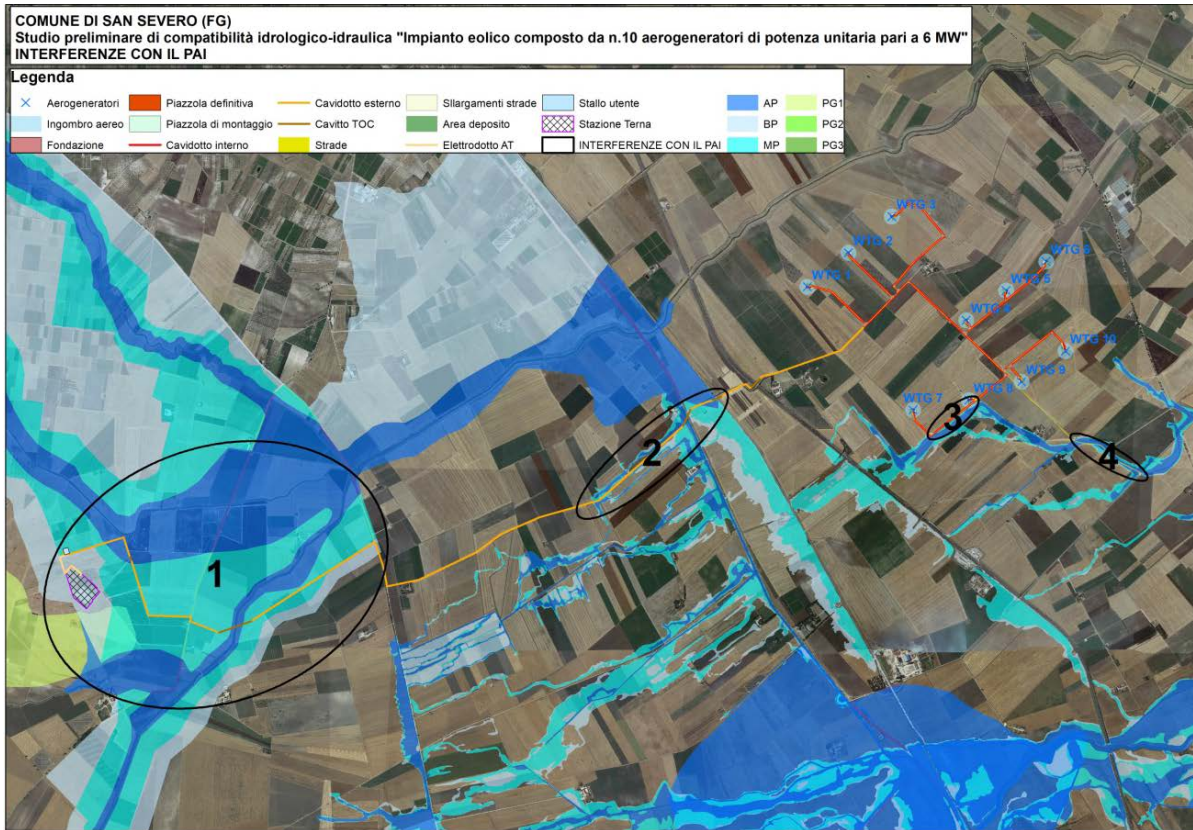 COMUNE DI SAN SEVERO (FG)
Studio preliminare di compatibilità idrologico-idraulica "Impianto eolico composto da n.10 aerogeneratori di potenza unitaria pari a 6 MW"
INTERFERENZE CON IL PAI
Legenda
Aerogeneratori Piazzola definitiva Cavidotto esterno Sllargamenti strade Stallo utente AP PG1
Ingombro aereo Piazzola di montaggio Cavitto TOC Area deposito Stazione Terna BP PG2
Fondazione Cavidotto interno Strade Elettrodotto AT INTERFERENZE CON IL PAI MP PG3
WTG 3
WTG 2
WTG 6
WTG 1
WTG 5
WTG 4
WTG 10
WTG 9
WTG 8
WTG 7
3
2
4
1